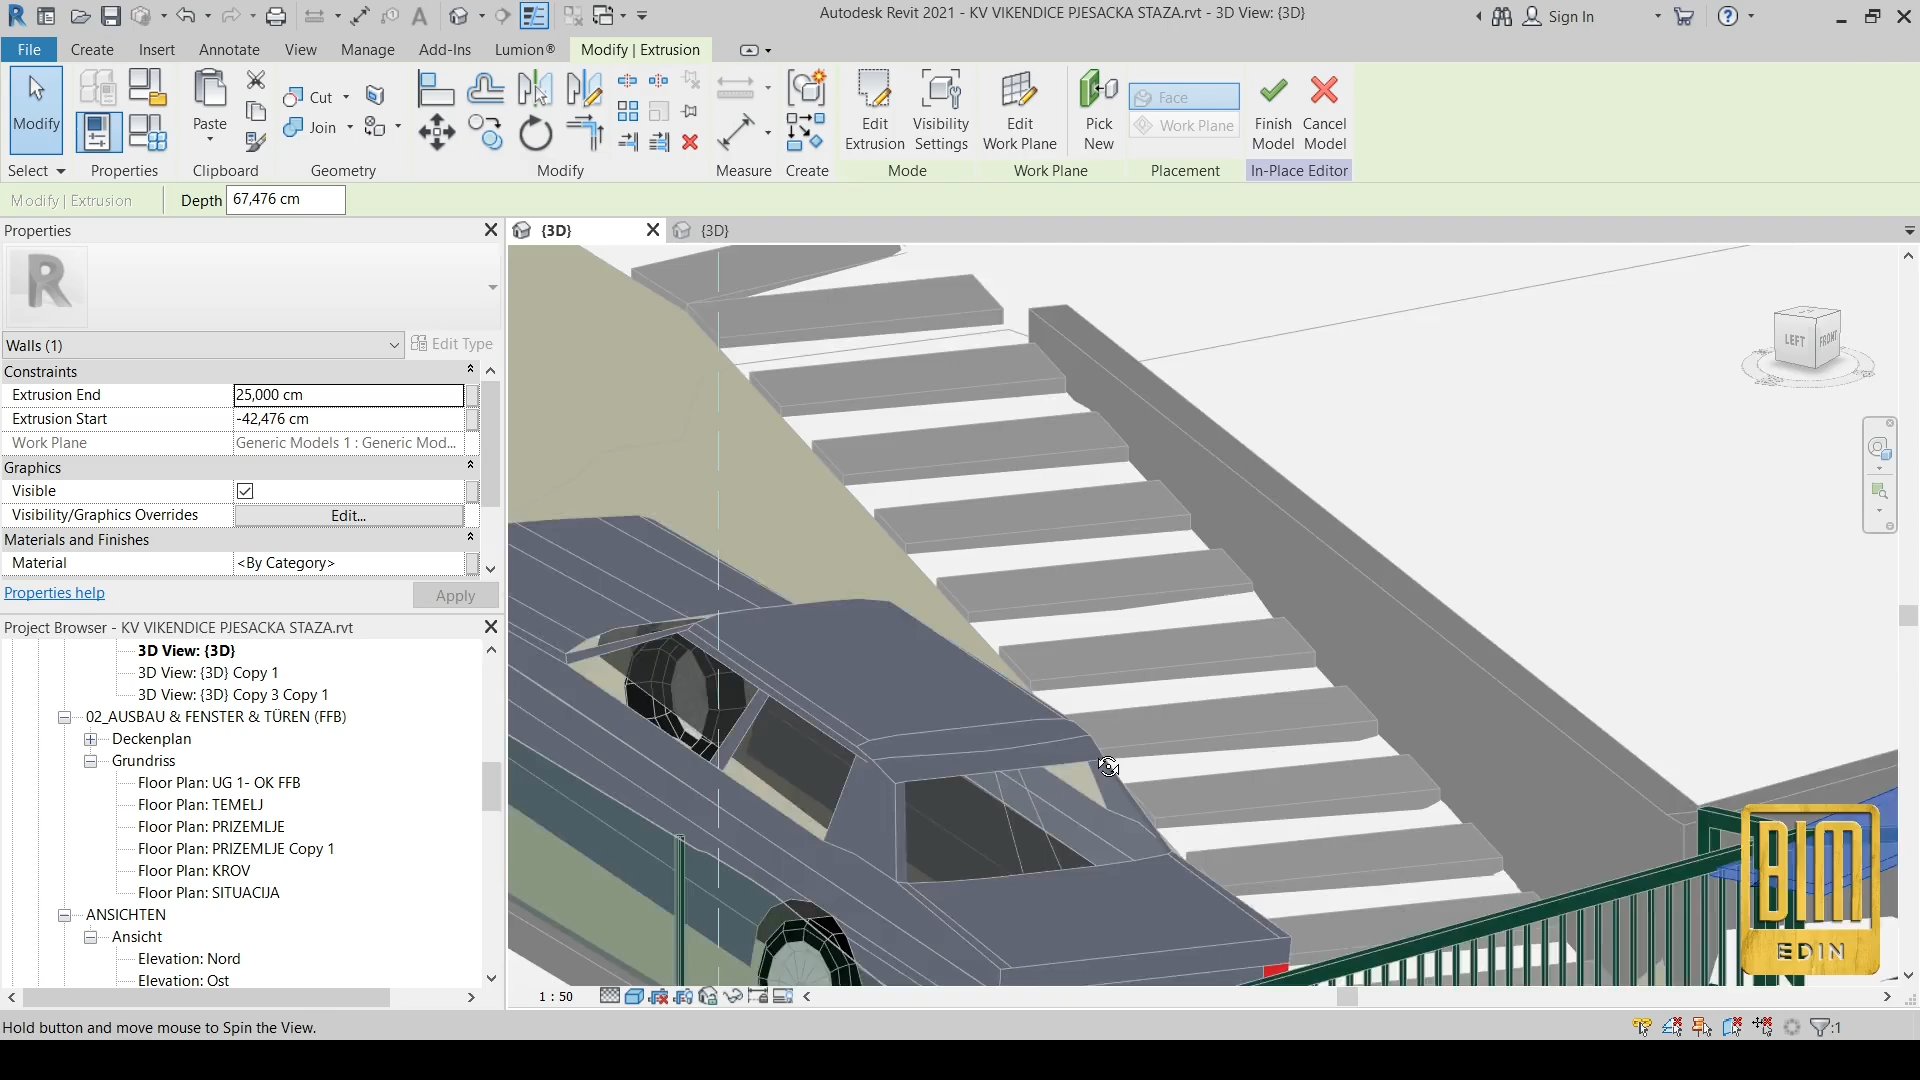 Autodesk Revit 2021 - KV VIKENDICE PJESACKA STAZA.rvt - 3D View: {3D}
Sign In
File
Create
Insert
Annotate
View
Manage
Add-Ins
Lumion®
Modify | Extrusion
Modify
Paste
Cut
Join
Edit
Extrusion
Visibility
Settings
Edit
Work Plane
Pick
New
Face
Work Plane
Finish
Model
Cancel
Model
Select
Properties
Clipboard
Geometry
Modify
Measure
Create
Mode
Work Plane
Placement
In-Place Editor
Modify | Extrusion
Depth 67,476 cm
Properties
{3D}
{3D}
R
Walls (1)
Edit Type
Constraints
Extrusion End 25,000 cm
Extrusion Start -42,476 cm
Work Plane Generic Models 1 : Generic Mod...
Graphics
Visible
Visibility/Graphics Overrides Edit...
Materials and Finishes
Material <By Category>
Properties help
Apply
Project Browser - KV VIKENDICE PJESACKA STAZA.rvt
3D View: {3D}
3D View: {3D} Copy 1
3D View: {3D} Copy 3 Copy 1
02_AUSBAU & FENSTER & TÜREN (FFB)
Deckenplan
Grundriss
Floor Plan: UG 1- OK FFB
Floor Plan: TEMELJ
Floor Plan: PRIZEMLJE
Floor Plan: PRIZEMLJE Copy 1
Floor Plan: KROV
Floor Plan: SITUACIJA
ANSICHTEN
Ansicht
Elevation: Nord
Elevation: Ost
LEFT
FRONT
BIM
EDIN
1 : 50
Hold button and move mouse to Spin the View.
:1